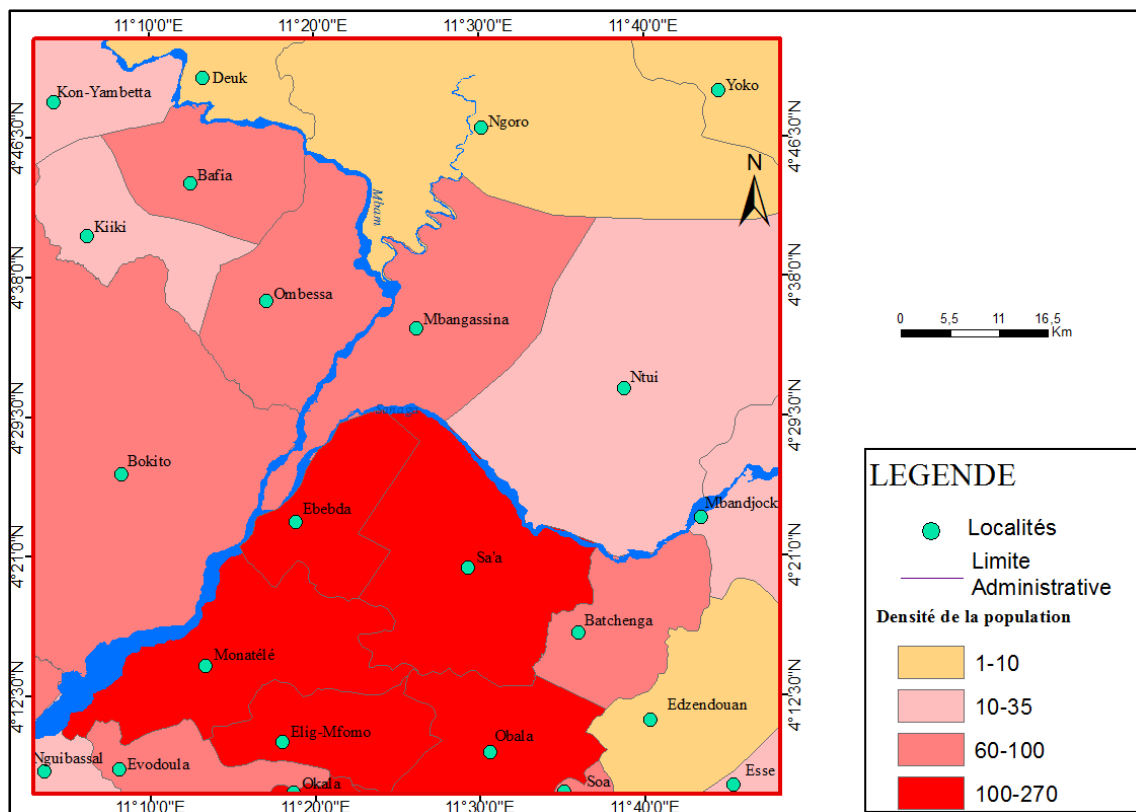 11°10'0"E 11°20'0"E 11°30'0"E 11°40'0"E
Deuk
Yoko
Kon-Yambetta
Ngoro
4°46'30"N 4°46'30"N
N
Bafia
Mbam
Kiiki
4°38'0"N 4°38'0"N
Ombessa
Mbangassina
0 5,5 11 16,5
Km
Ntui
4°29'30"N 4°29'30"N
Sanaga
Bokito
LEGENDE
Mbandjock
Ebebda
Localités
4°21'0"N 4°21'0"N
Sa'a
Limite
Administrative
Batchenga
Densité de la population
Monatélé
1-10
4°12'30"N 4°12'30"N
Edzendouan
10-35
Elig-Mfomo
Obala
60-100
Nguibassal
Evodoula
Esse
Okala
Soa
100-270
11°10'0"E 11°20'0"E 11°30'0"E 11°40'0"E